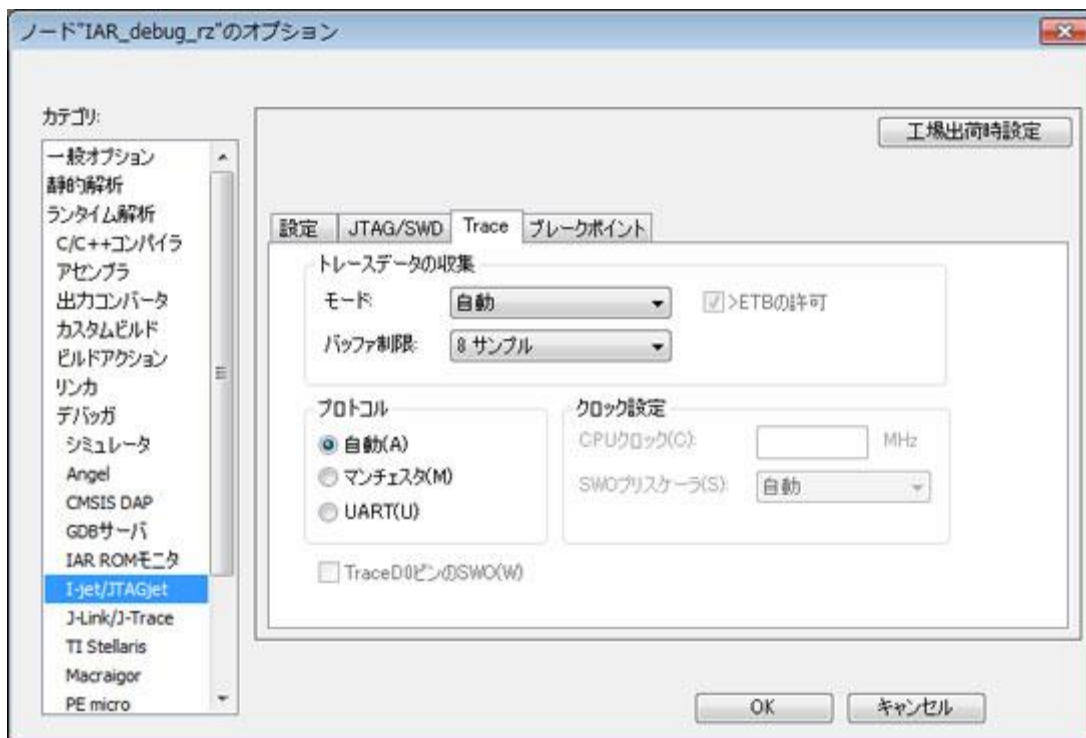 ノード"IAR_debug_rz"のオプション
カテゴリ:
一般オプション
静的解析
ランタイム解析
C/C++コンパイラ
アセンブラ
出力コンバータ
カスタムビルド
ビルドアクション
リンカ
デバッガ
シミュレータ
Angel
CMSIS DAP
GDBサーバ
IAR ROMモニタ
I-jet/JTAGjet
J-Link/J-Trace
TI Stellaris
Macraigor
PE micro
工場出荷時設定
設定 JTAG/SWD Trace ブレークポイント
トレースデータの収集
モード: 自動 >ETBの許可
バッファ制限: 8 サンプル
プロトコル
自動(A)
マンチェスタ(M)
UART(U)
クロック設定
CPUクロック(C): MHz
SWOプリスケーラ(S): 自動
TraceD0ピンのSWO(W)
OK キャンセル